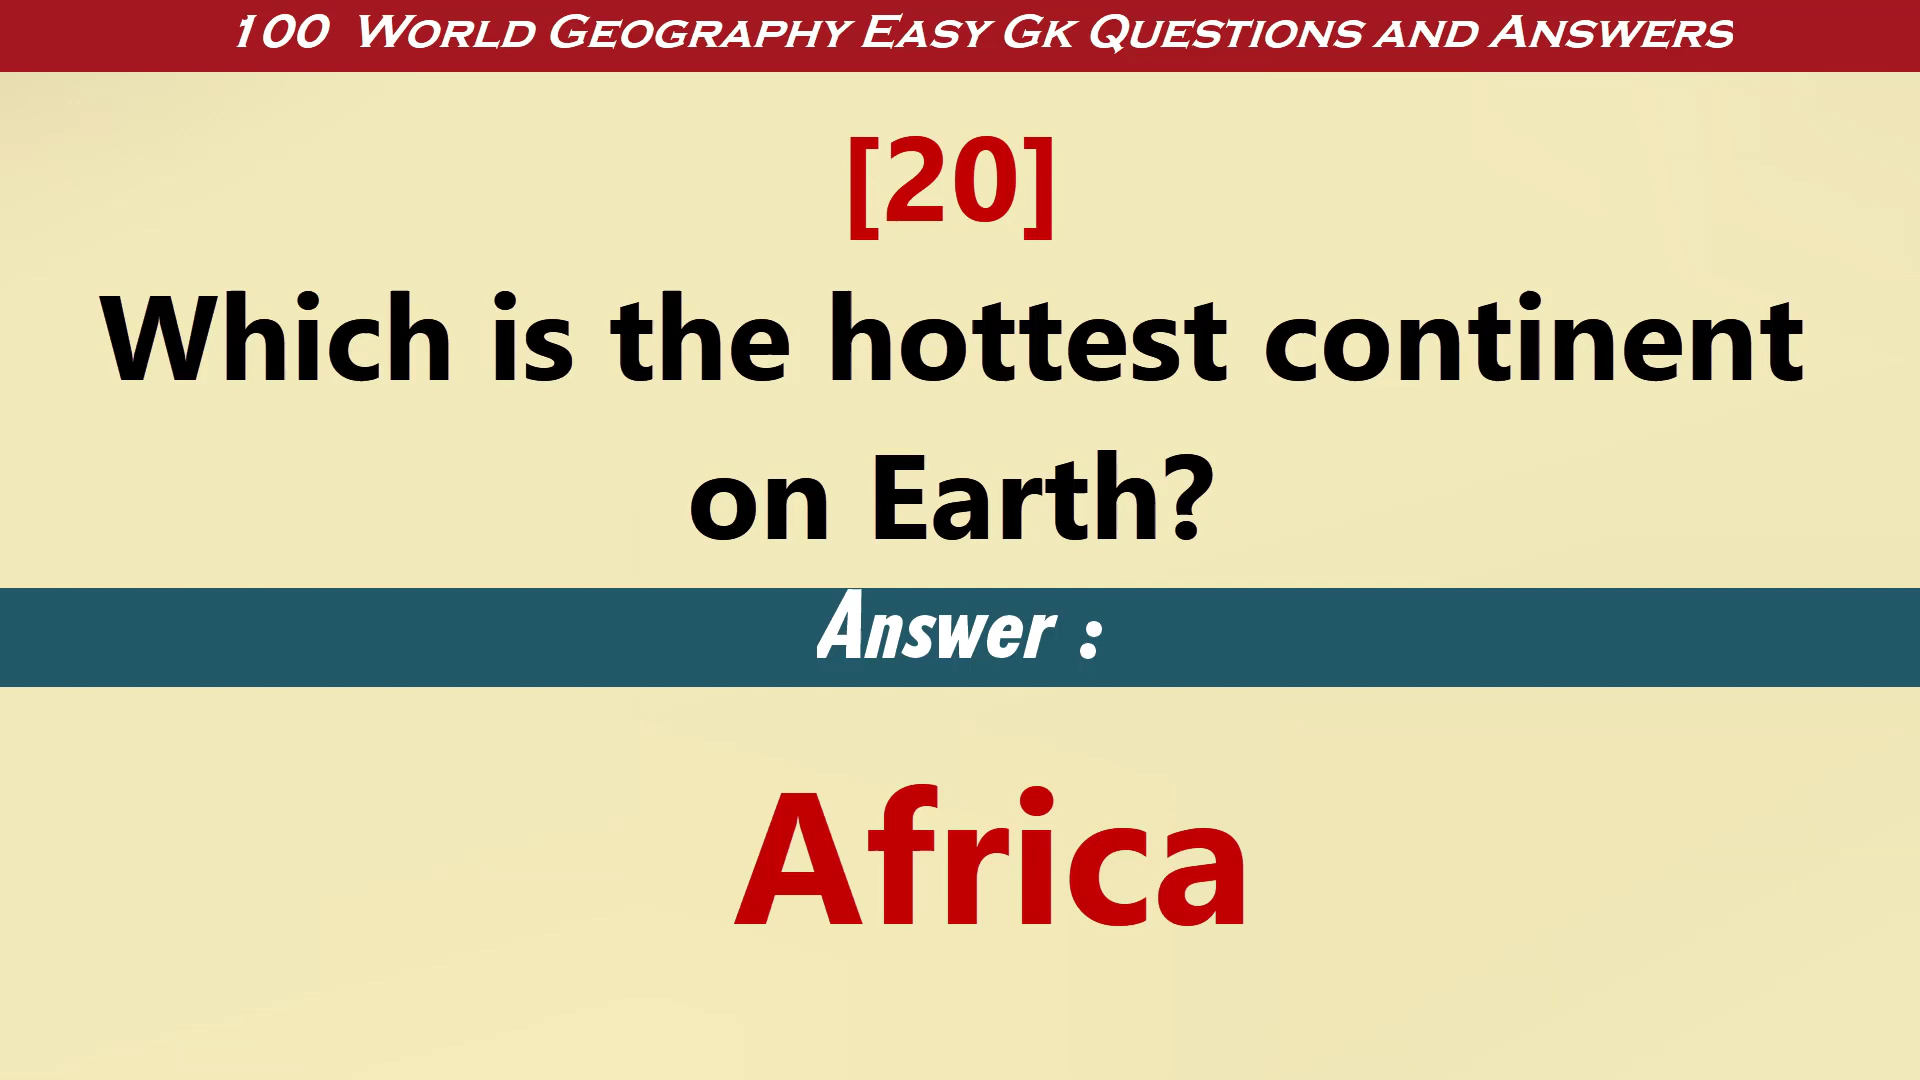 100 World Geography Easy Gk Questions and Answers
[20]
Which is the hottest continent
on Earth?
Answer :
Africa